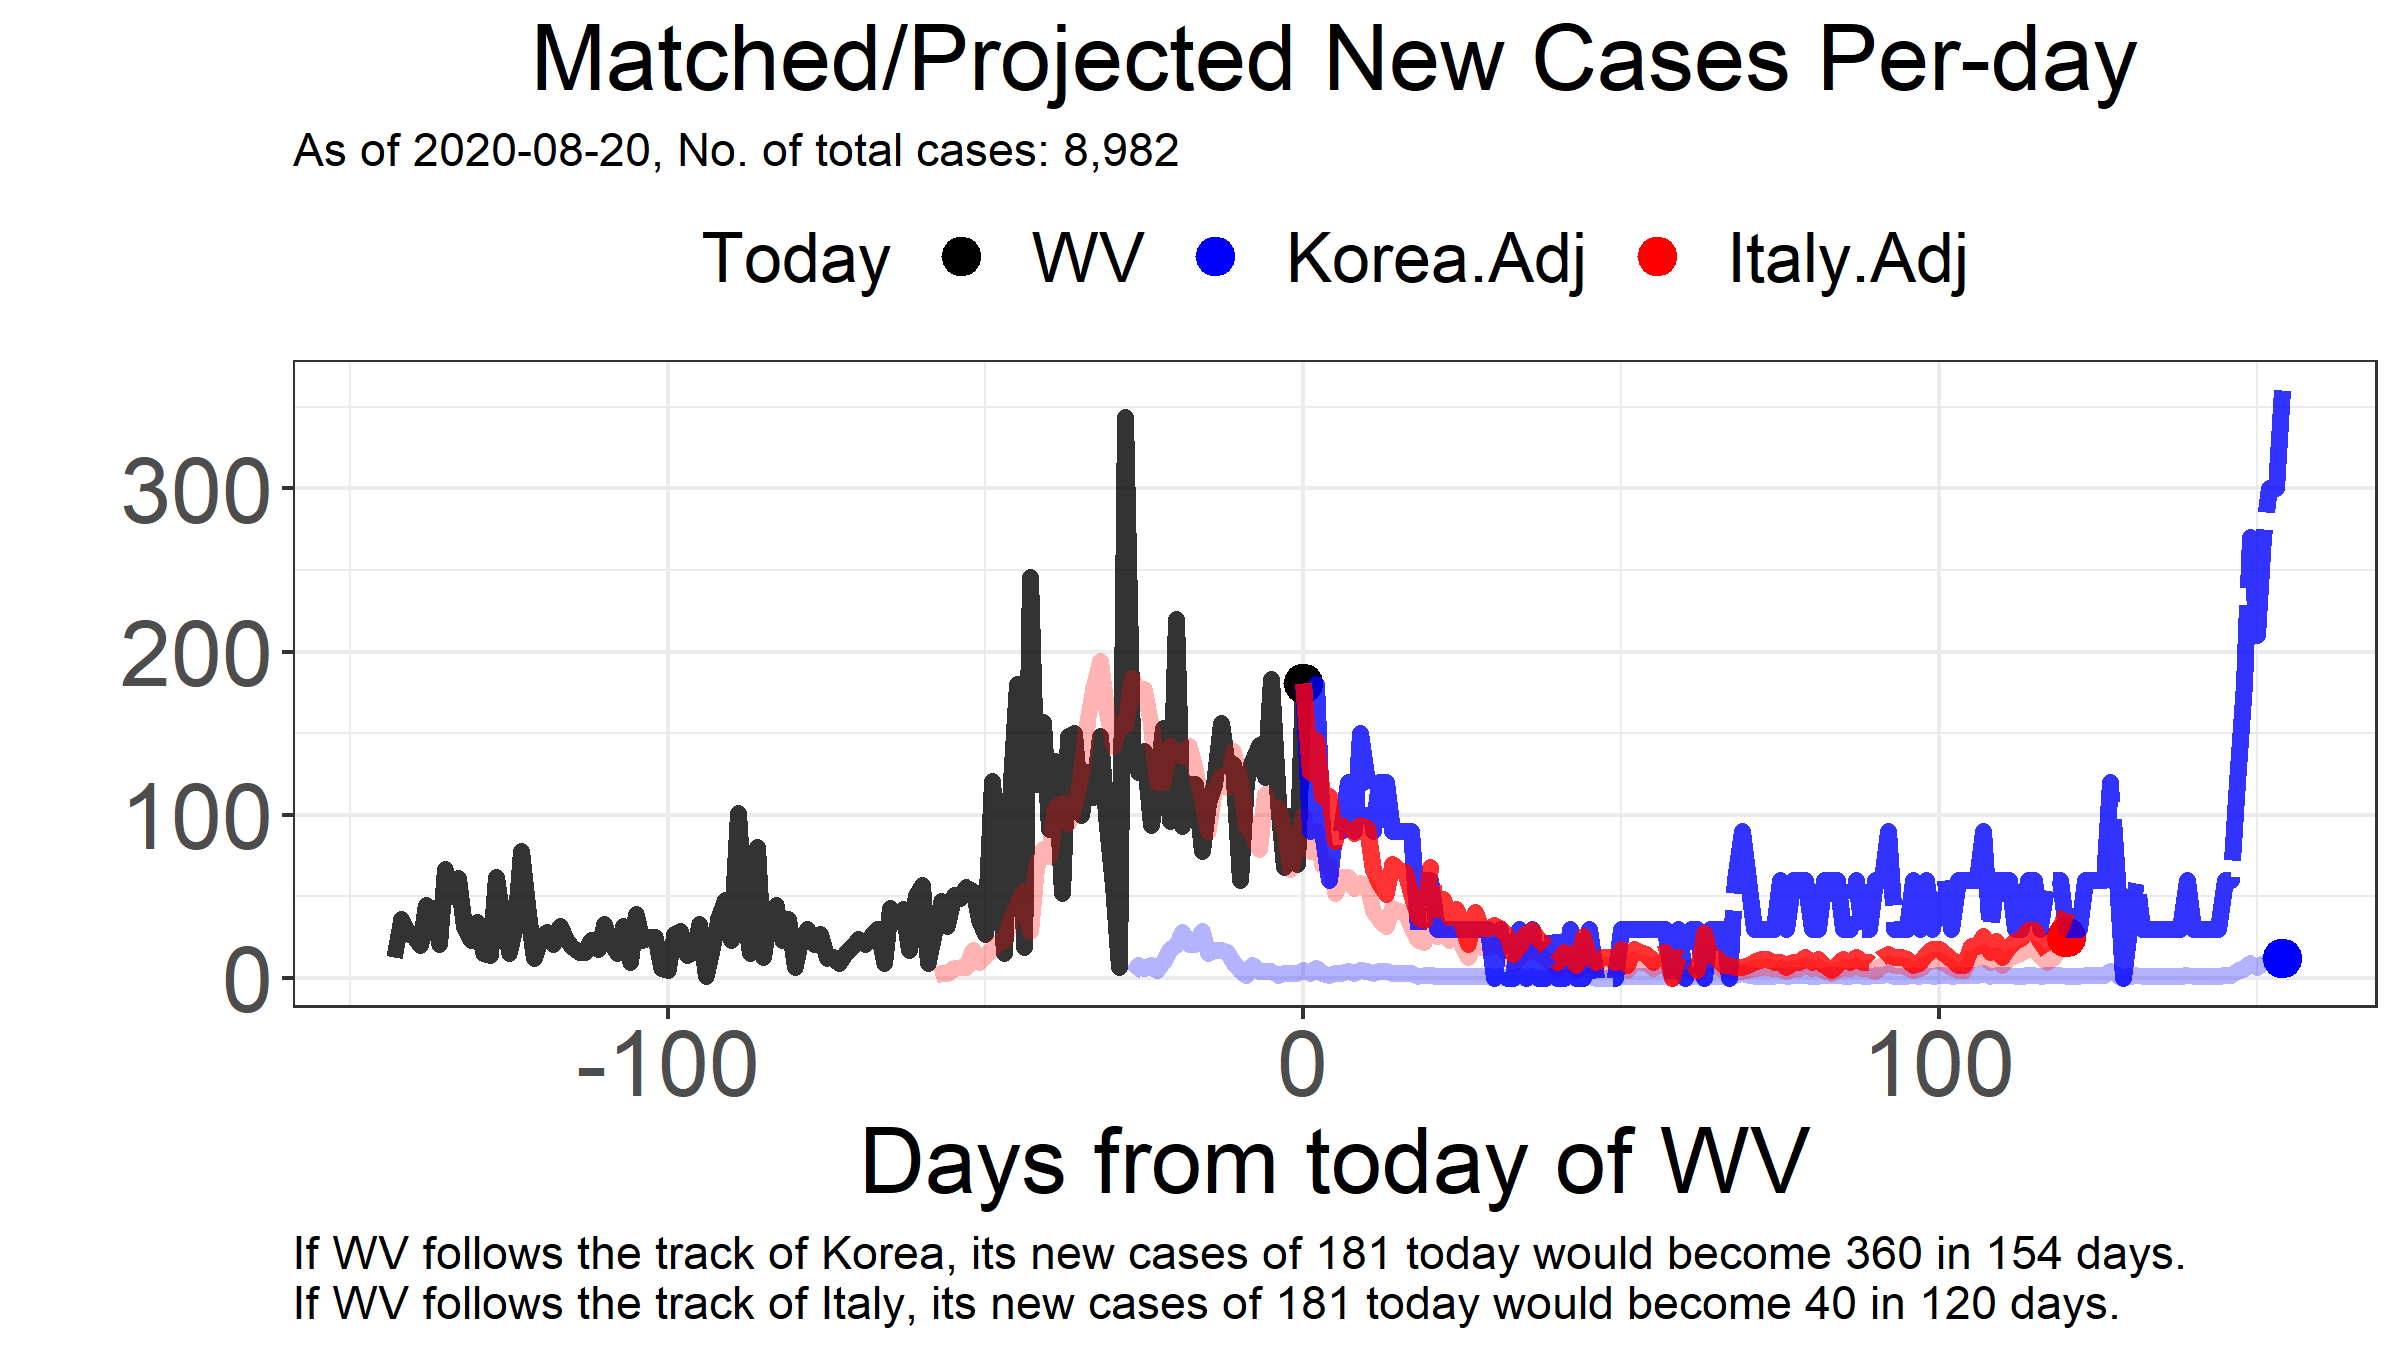 Matched/Projected New Cases Per-day
As of 2020-08-20, No. of total cases: 8,982
Today WV Korea.Adj Italy.Adj
300
200
100
0
-100 0 100
Days from today of WV
If WV follows the track of Korea, its new cases of 181 today would become 360 in 154 days.
If WV follows the track of Italy, its new cases of 181 today would become 40 in 120 days.